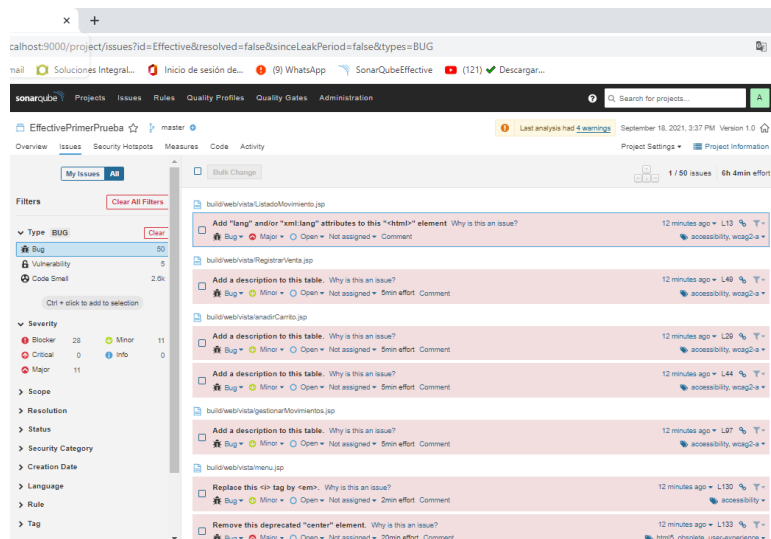 calhost:9000/project/issues?id=Effective&resolved=false&sinceLeakPeriod=false&types=BUG
mail Soluciones Integral... Inicio de sesión de... (9) WhatsApp SonarQubeEffective (121) ✔ Descargar...
sonarqube Projects Issues Rules Quality Profiles Quality Gates Administration Search for projects... A
EffectivePrimerPrueba master Last analysis had 4 warnings September 18, 2021, 3:37 PM Version 1.0
Overview Issues Security Hotspots Measures Code Activity Project Settings Project Information
My Issues All Bulk Change 1 / 50 issues 6h 4min effort
Filters Clear All Filters
Type BUG Clear
Bug 50
Vulnerability 5
Code Smell 2.6k
Ctrl + click to add to selection
Severity
Blocker 28 Minor 11
Critical 0 Info 0
Major 11
Scope
Resolution
Status
Security Category
Creation Date
Language
Rule
Tag
build/web/vista/ListadoMovimiento.jsp
Add "lang" and/or "xml:lang" attributes to this "<html>" element Why is this an issue? 12 minutes ago L13
Bug Major Open Not assigned Comment accessibility, wcag2-a
build/web/vista/RegistrarVenta.jsp
Add a description to this table. Why is this an issue? 12 minutes ago L49
Bug Minor Open Not assigned 5min effort Comment accessibility, wcag2-a
build/web/vista/anadirCarrito.jsp
Add a description to this table. Why is this an issue? 12 minutes ago L29
Bug Minor Open Not assigned 5min effort Comment accessibility, wcag2-a
Add a description to this table. Why is this an issue? 12 minutes ago L44
Bug Minor Open Not assigned 5min effort Comment accessibility, wcag2-a
build/web/vista/gestionarMovimientos.jsp
Add a description to this table. Why is this an issue? 12 minutes ago L97
Bug Minor Open Not assigned 5min effort Comment accessibility, wcag2-a
build/web/vista/menu.jsp
Replace this <i> tag by <em>. Why is this an issue? 12 minutes ago L130
Bug Minor Open Not assigned 2min effort Comment accessibility
Remove this deprecated "center" element. Why is this an issue? 12 minutes ago L133
Bug Major Open Not assigned 20min effort Comment html5, obsolete, user-experience